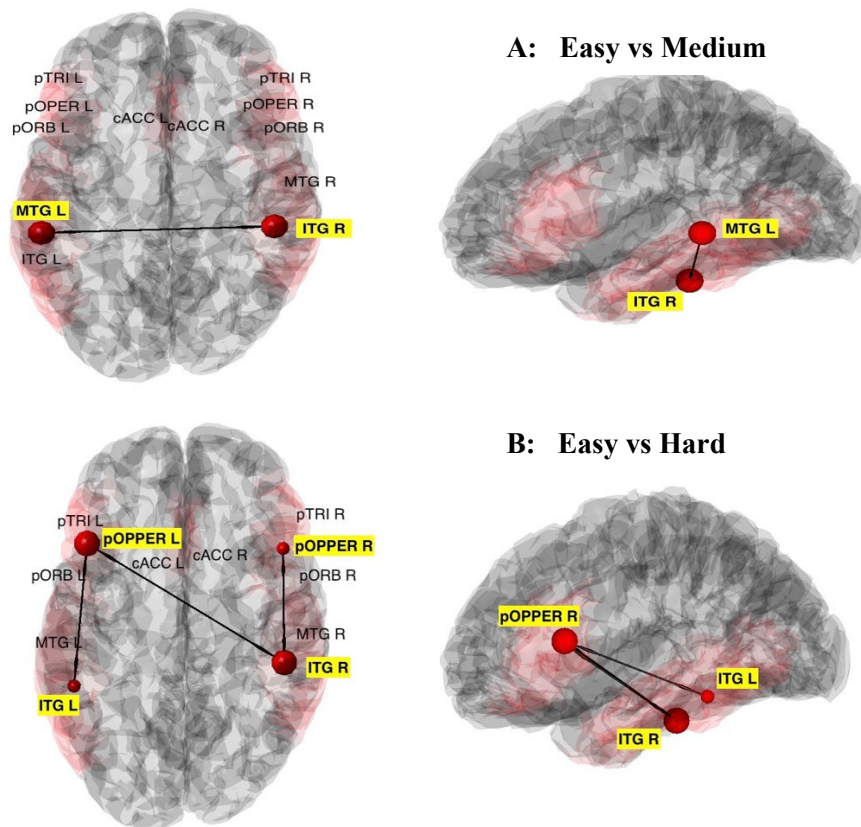 A: Easy vs Medium
pTRI L
pTRI R
pOPER L
pOPER R
cACC L
cACC R
pORB L
pORB R
MTG R
MTG L
ITG R
ITG L
MTG L
ITG R
B: Easy vs Hard
pTRI L
pTRI R
pOPPER L
pOPPER R
cACC L
cACC R
pORB L
pORB R
MTG L
MTG R
ITG R
ITG L
pOPPER R
ITG L
ITG R